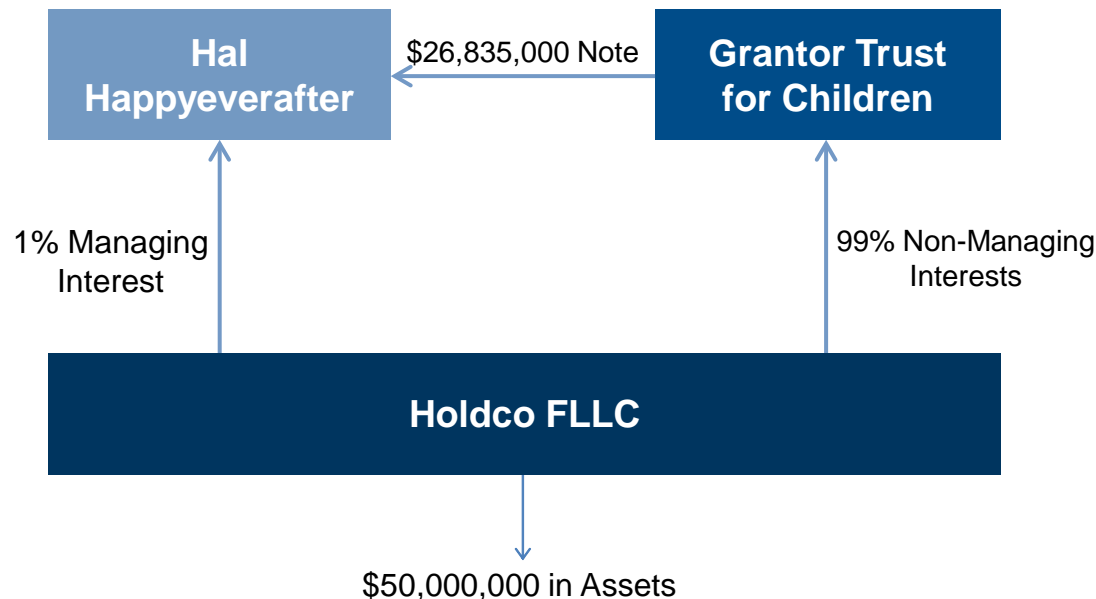 Hal
Happyeverafter
$26,835,000 Note
Grantor Trust
for Children
1% Managing
Interest
99% Non-Managing
Interests
Holdco FLLC
$50,000,000 in Assets